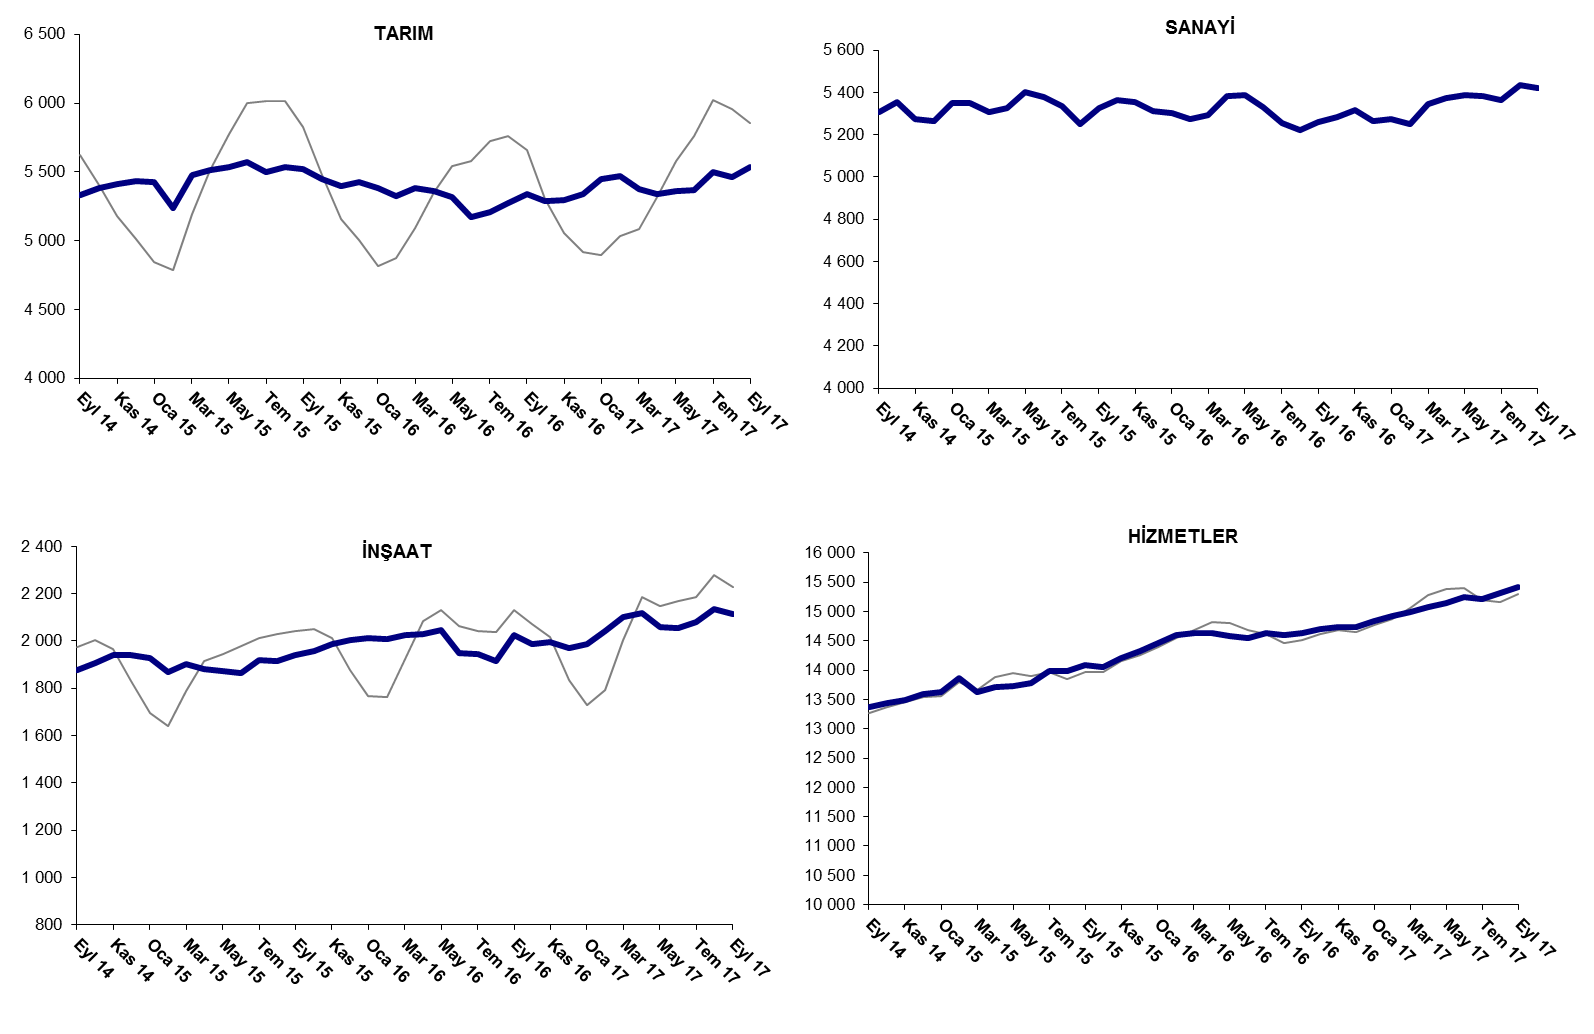 TARIM
6 500
6 000
5 500
5 000
4 500
4 000
Eyl 14
Kas 14
Oca 15
Mar 15
May 15
Tem 15
Eyl 15
Kas 15
Oca 16
Mar 16
May 16
Tem 16
Eyl 16
Kas 16
Oca 17
Mar 17
May 17
Tem 17
Eyl 17
SANAYİ
5 600
5 400
5 200
5 000
4 800
4 600
4 400
4 200
4 000
Eyl 14
Kas 14
Oca 15
Mar 15
May 15
Tem 15
Eyl 15
Kas 15
Oca 16
Mar 16
May 16
Tem 16
Eyl 16
Kas 16
Oca 17
Mar 17
May 17
Tem 17
Eyl 17
İNŞAAT
2 400
2 200
2 000
1 800
1 600
1 400
1 200
1 000
800
Eyl 14
Kas 14
Oca 15
Mar 15
May 15
Tem 15
Eyl 15
Kas 15
Oca 16
Mar 16
May 16
Tem 16
Eyl 16
Kas 16
Oca 17
Mar 17
May 17
Tem 17
Eyl 17
HİZMETLER
16 000
15 500
15 000
14 500
14 000
13 500
13 000
12 500
12 000
11 500
11 000
10 500
10 000
Eyl 14
Kas 14
Oca 15
Mar 15
May 15
Tem 15
Eyl 15
Kas 15
Oca 16
Mar 16
May 16
Tem 16
Eyl 16
Kas 16
Oca 17
Mar 17
May 17
Tem 17
Eyl 17